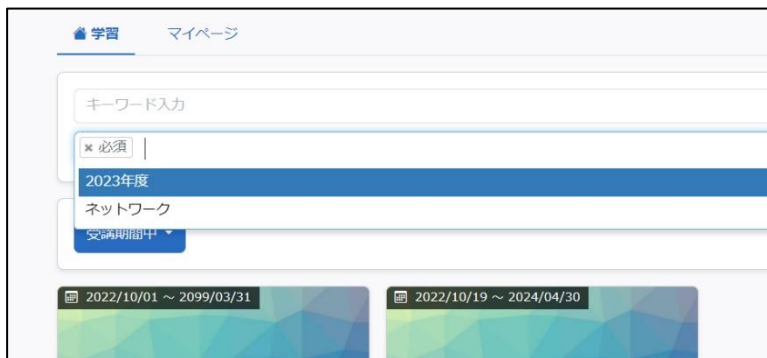 学習 マイページ
キーワード入力
× 必須
2023年度
ネットワーク
受講期間中
2022/10/01 ～ 2099/03/31 2022/10/19 ～ 2024/04/30